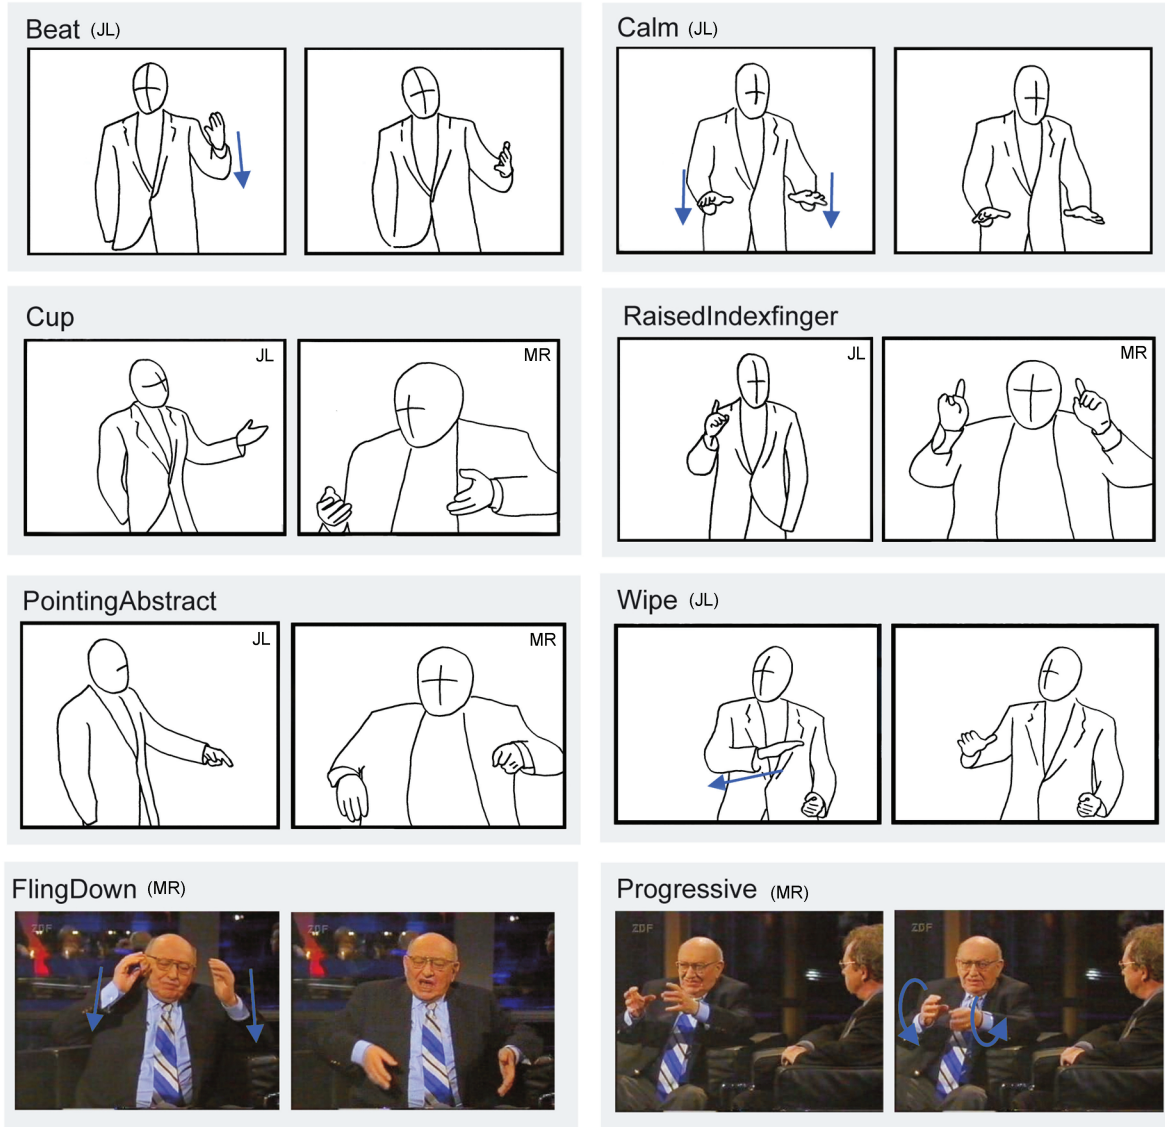 Beat (JL)
Calm (JL)
Cup
JL
MR
RaisedIndexfinger
JL
MR
PointingAbstract
JL
MR
Wipe (JL)
FlingDown (MR)
ZDF
ZDF
Progressive (MR)
ZDF
ZDF